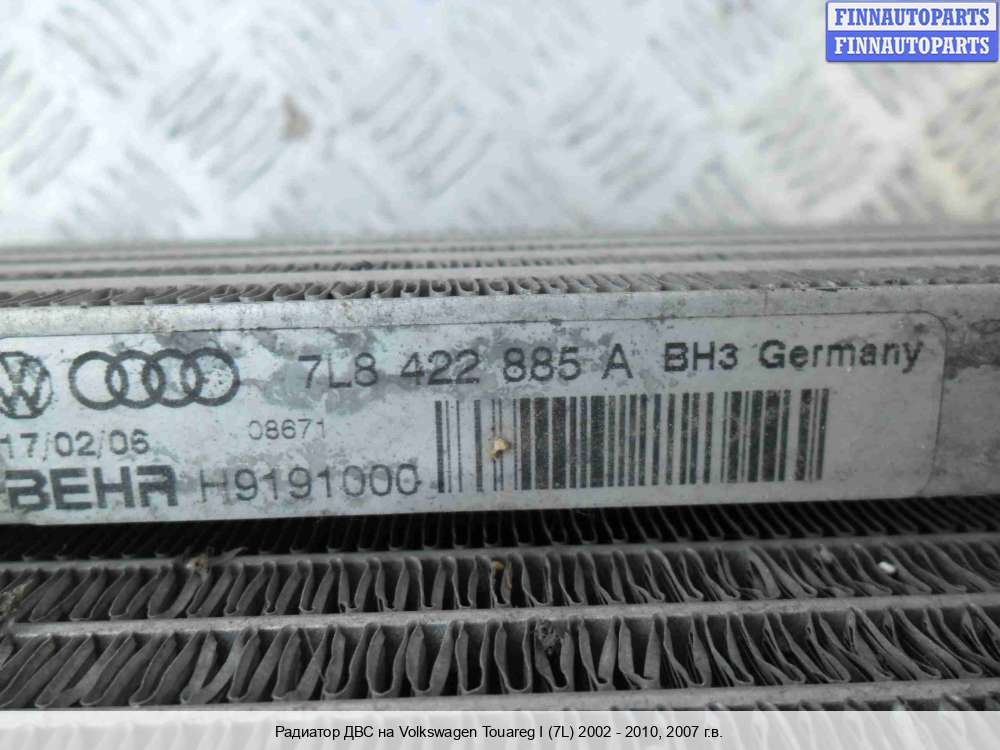 FINNAUTOPARTS
FINNAUTOPARTS
7L8 422 885 A BH3 Germany
17/02/06 08671
BEHR H9191000
Радиатор ДВС на Volkswagen Touareg I (7L) 2002 - 2010, 2007 г.в.